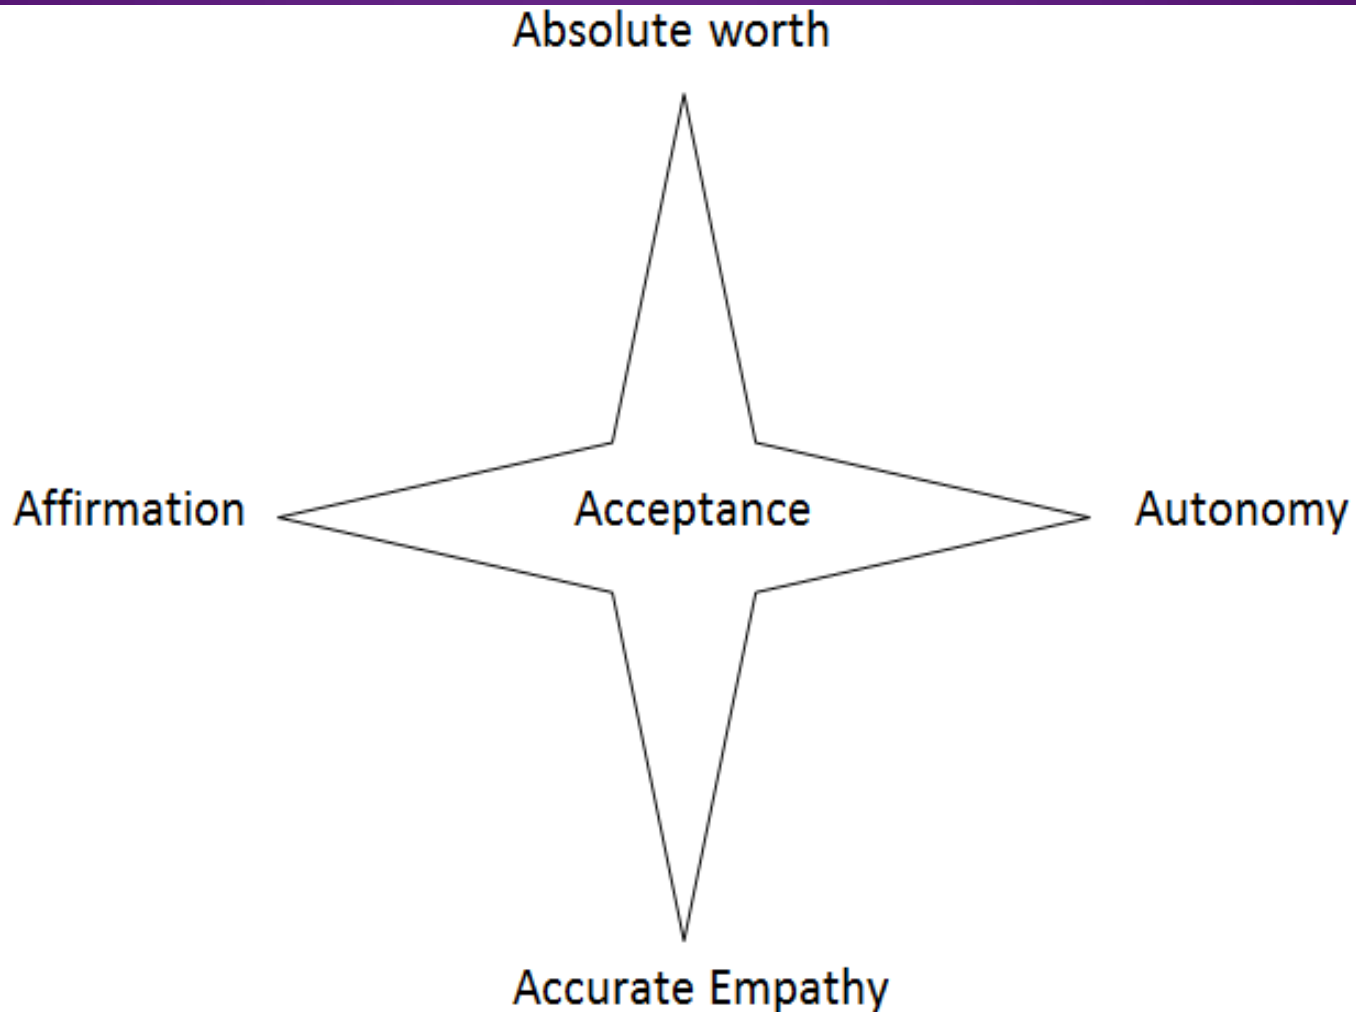 Absolute worth
Affirmation
Acceptance
Autonomy
Accurate Empathy